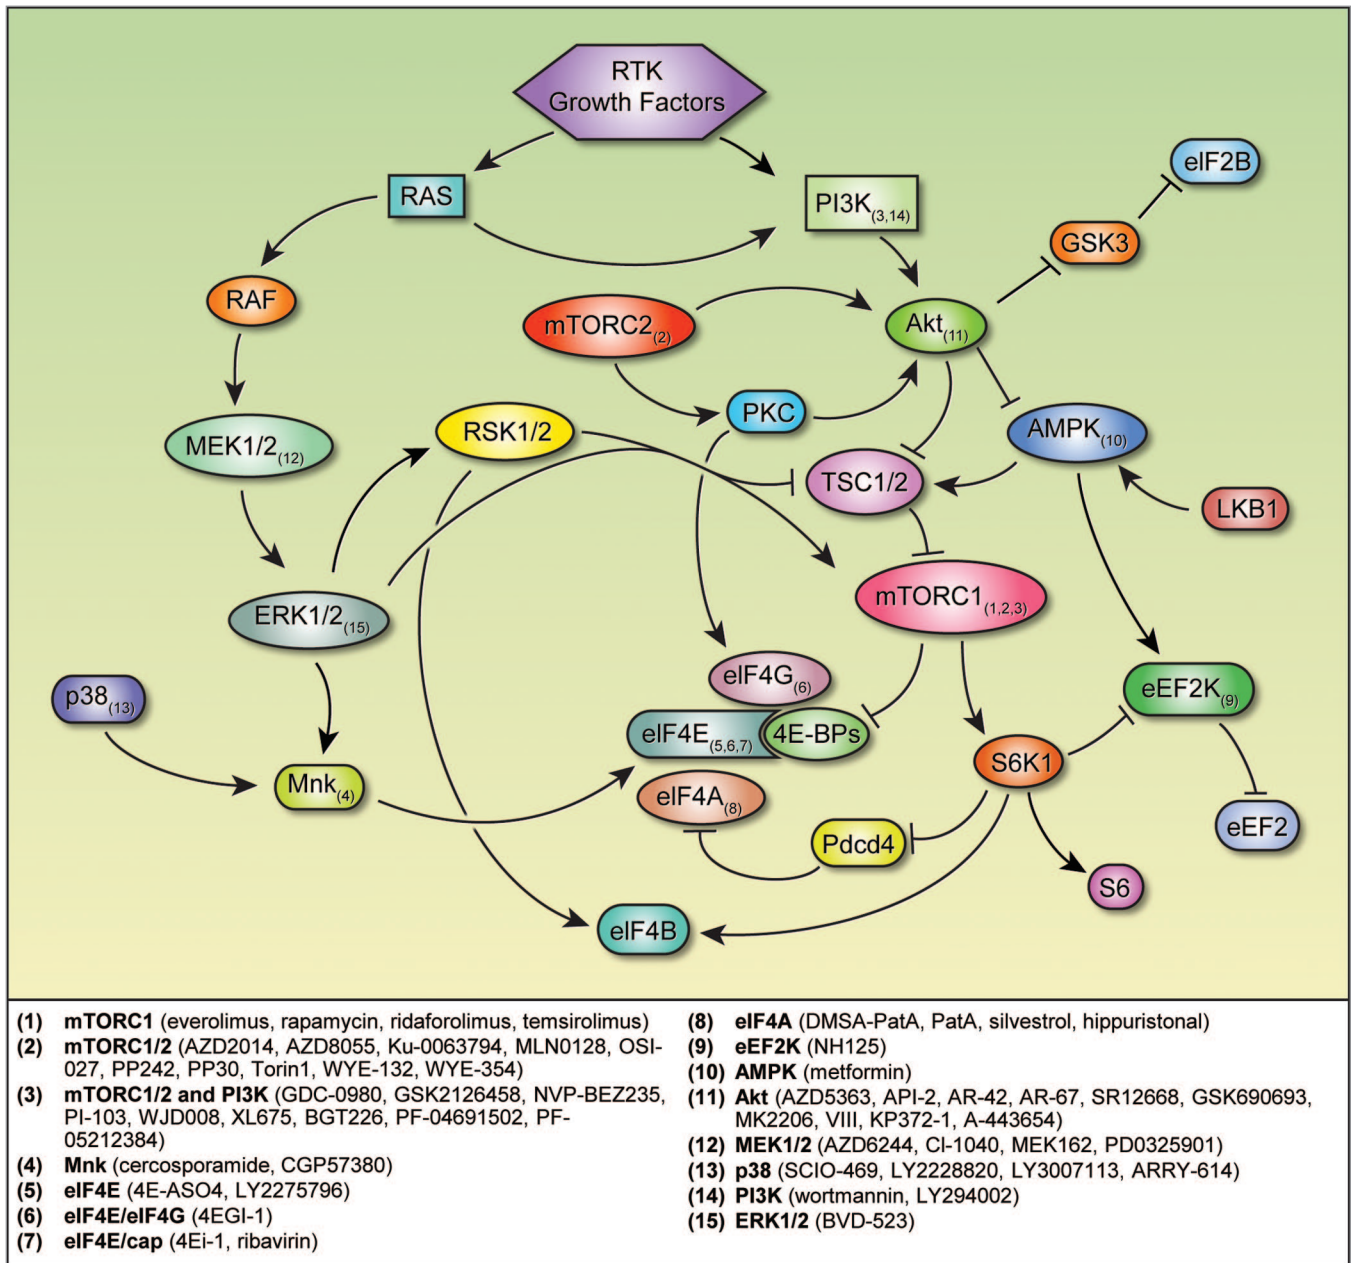 RTK
Growth Factors
eIF2B
RAS
PI3K(3,14)
GSK3
RAF
mTORC2(2)
Akt(11)
PKC
RSK1/2
AMPK(10)
MEK1/2(12)
TSC1/2
LKB1
mTORC1(1,2,3)
ERK1/2(15)
eIF4G(6)
p38(13)
eEF2K(9)
eIF4E(5,6,7)
4E-BPs
S6K1
Mnk(4)
eIF4A(8)
eEF2
Pdcd4
S6
eIF4B
(1) mTORC1 (everolimus, rapamycin, ridaforolimus, temsirolimus)
(2) mTORC1/2 (AZD2014, AZD8055, Ku-0063794, MLN0128, OSI-
027, PP242, PP30, Torin1, WYE-132, WYE-354)
(3) mTORC1/2 and PI3K (GDC-0980, GSK2126458, NVP-BEZ235,
PI-103, WJD008, XL675, BGT226, PF-04691502, PF-
05212384)
(4) Mnk (cercosporamide, CGP57380)
(5) eIF4E (4E-ASO4, LY2275796)
(6) eIF4E/eIF4G (4EGI-1)
(7) eIF4E/cap (4Ei-1, ribavirin)
(8) eIF4A (DMSA-PatA, PatA, silvestrol, hippuristonal)
(9) eEF2K (NH125)
(10) AMPK (metformin)
(11) Akt (AZD5363, API-2, AR-42, AR-67, SR12668, GSK690693,
MK2206, VIII, KP372-1, A-443654)
(12) MEK1/2 (AZD6244, CI-1040, MEK162, PD0325901)
(13) p38 (SCIO-469, LY2228820, LY3007113, ARRY-614)
(14) PI3K (wortmannin, LY294002)
(15) ERK1/2 (BVD-523)